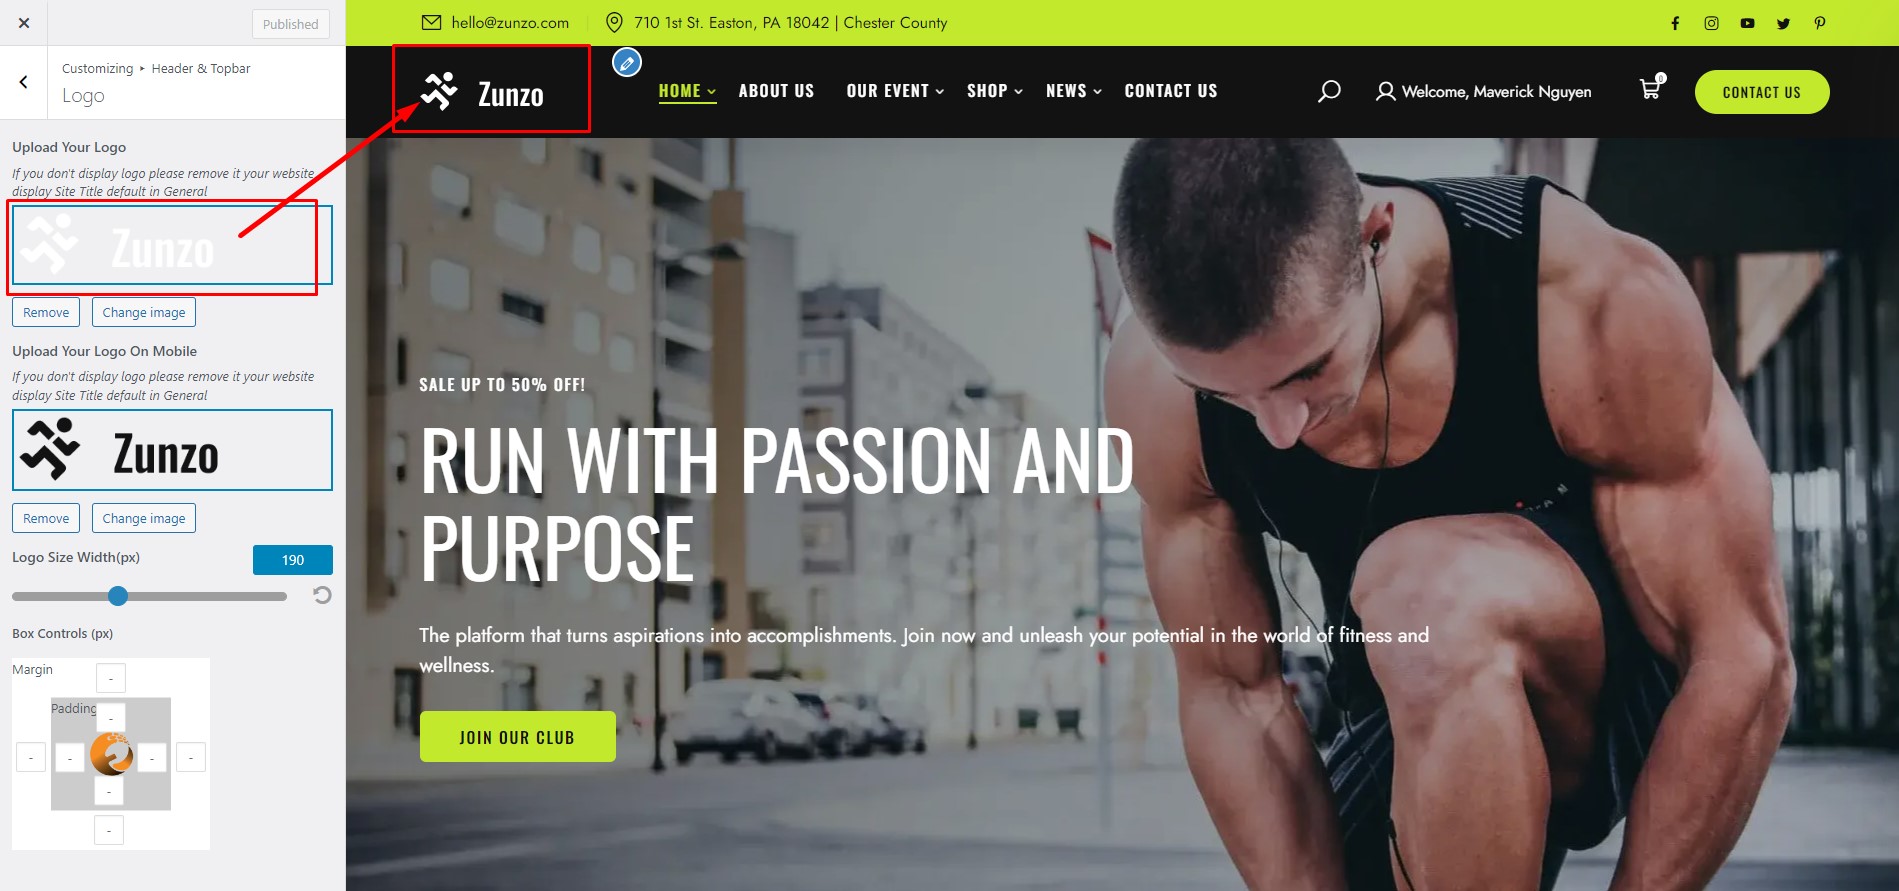 Published
Customizing ▸ Header & Topbar
Logo
Upload Your Logo
If you don't display logo please remove it your website
display Site Title default in General
Zunzo
Remove
Change image
Upload Your Logo On Mobile
If you don't display logo please remove it your website
display Site Title default in General
Zunzo
Remove
Change image
Logo Size Width(px)
190
Box Controls (px)
Margin
-
Padding
-
-
-
-
-
-
-
hello@zunzo.com
710 1st St. Easton, PA 18042 | Chester County
Zunzo
HOME
ABOUT US
OUR EVENT
SHOP
NEWS
CONTACT US
Welcome, Maverick Nguyen
0
CONTACT US
SALE UP TO 50% OFF!
RUN WITH PASSION AND
PURPOSE
The platform that turns aspirations into accomplishments. Join now and unleash your potential in the world of fitness and
wellness.
JOIN OUR CLUB